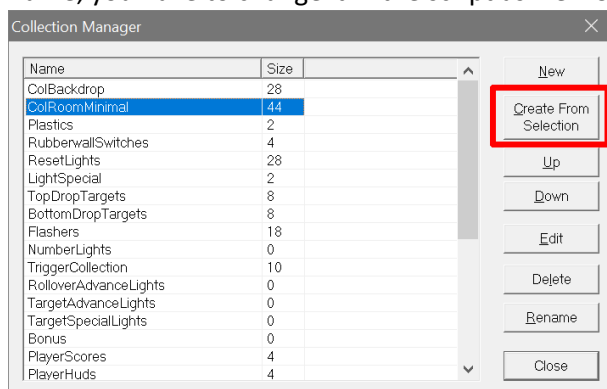 Collection Manager
Name Size
ColBackdrop 28
ColRoomMinimal 44
Plastics 2
RubberwallSwitches 4
ResetLights 28
LightSpecial 2
TopDropTargets 8
BottomDropTargets 8
Flashers 18
NumberLights 0
TriggerCollection 10
RolloverAdvanceLights 0
TargetAdvanceLights 0
TargetSpecialLights 0
Bonus 0
PlayerScores 4
PlayerHuds 4
New
Create From
Selection
Up
Down
Edit
Delete
Rename
Close